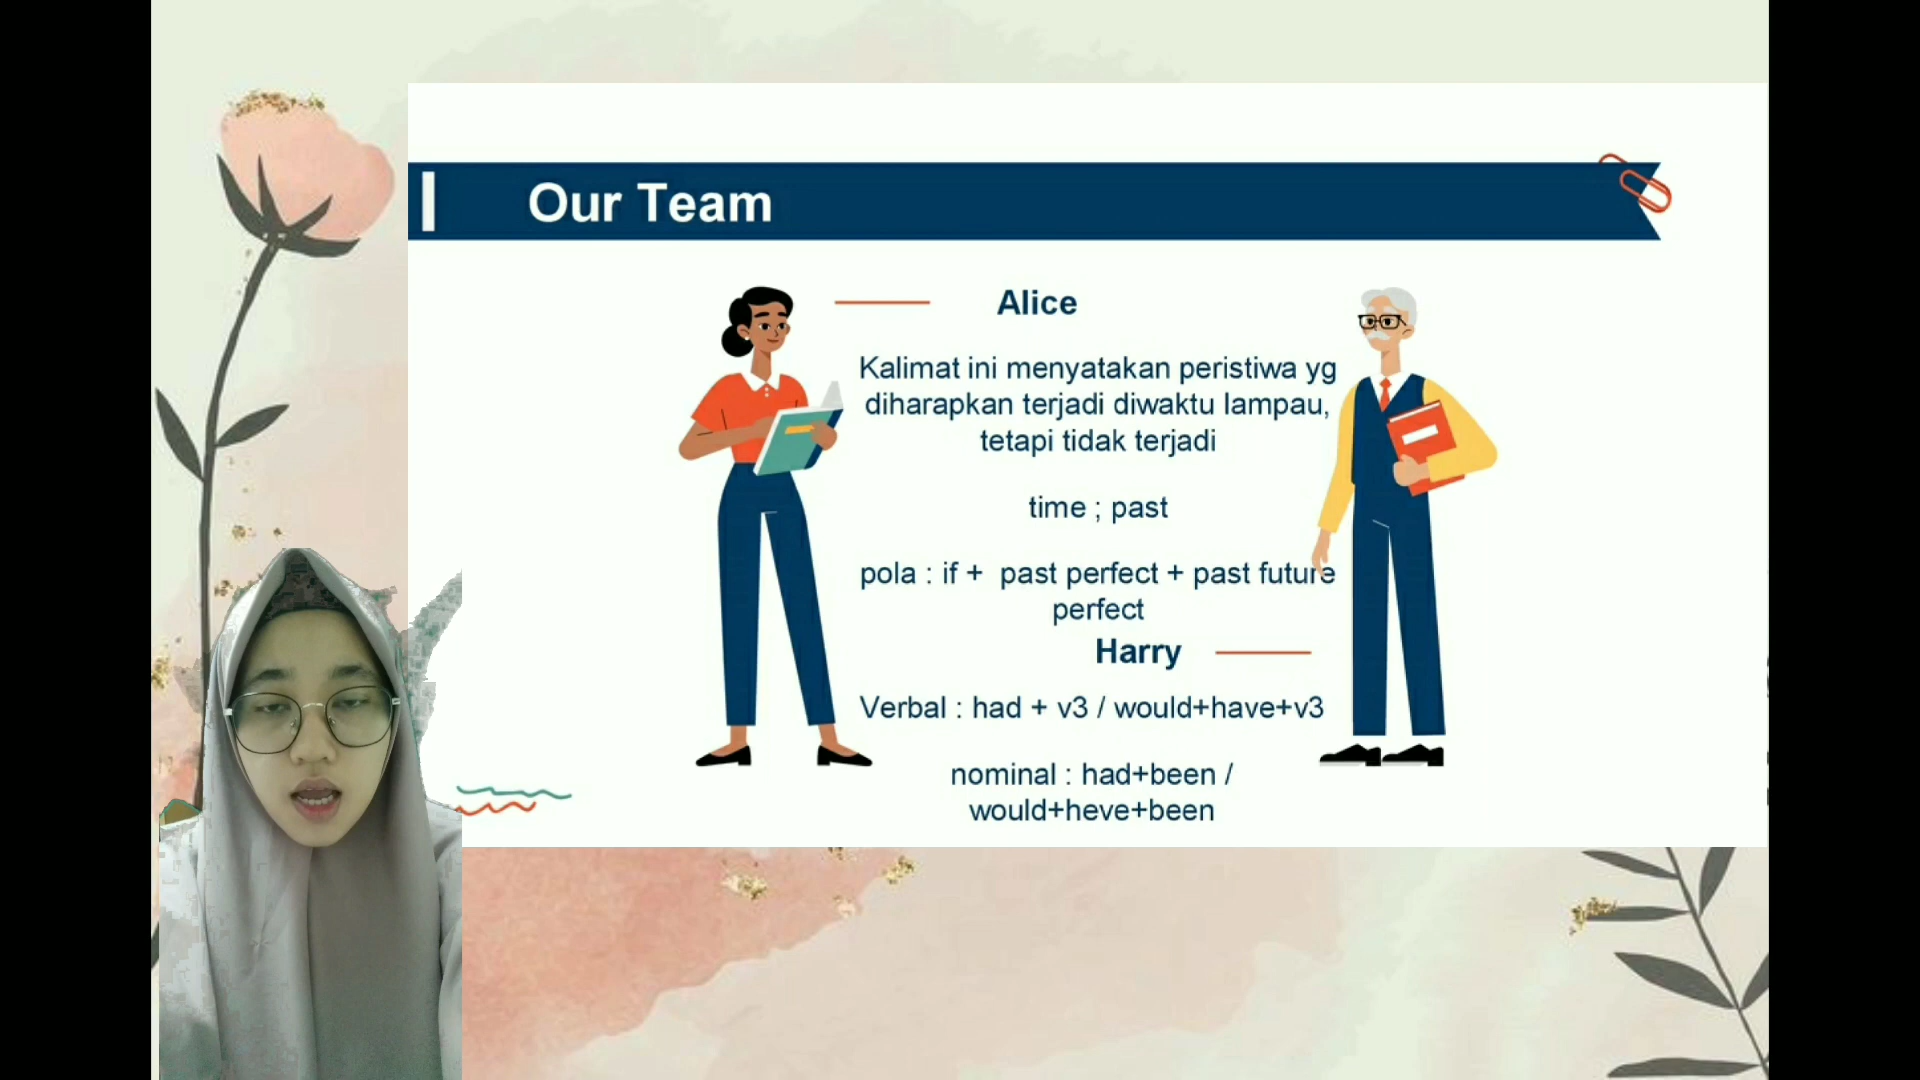 Our Team
Alice
Kalimat ini menyatakan peristiwa yg
diharapkan terjadi diwaktu lampau,
tetapi tidak terjadi
time ; past
pola : if + past perfect + past future
perfect
Harry
Verbal : had + v3 / would+have+v3
nominal : had+been /
would+heve+been